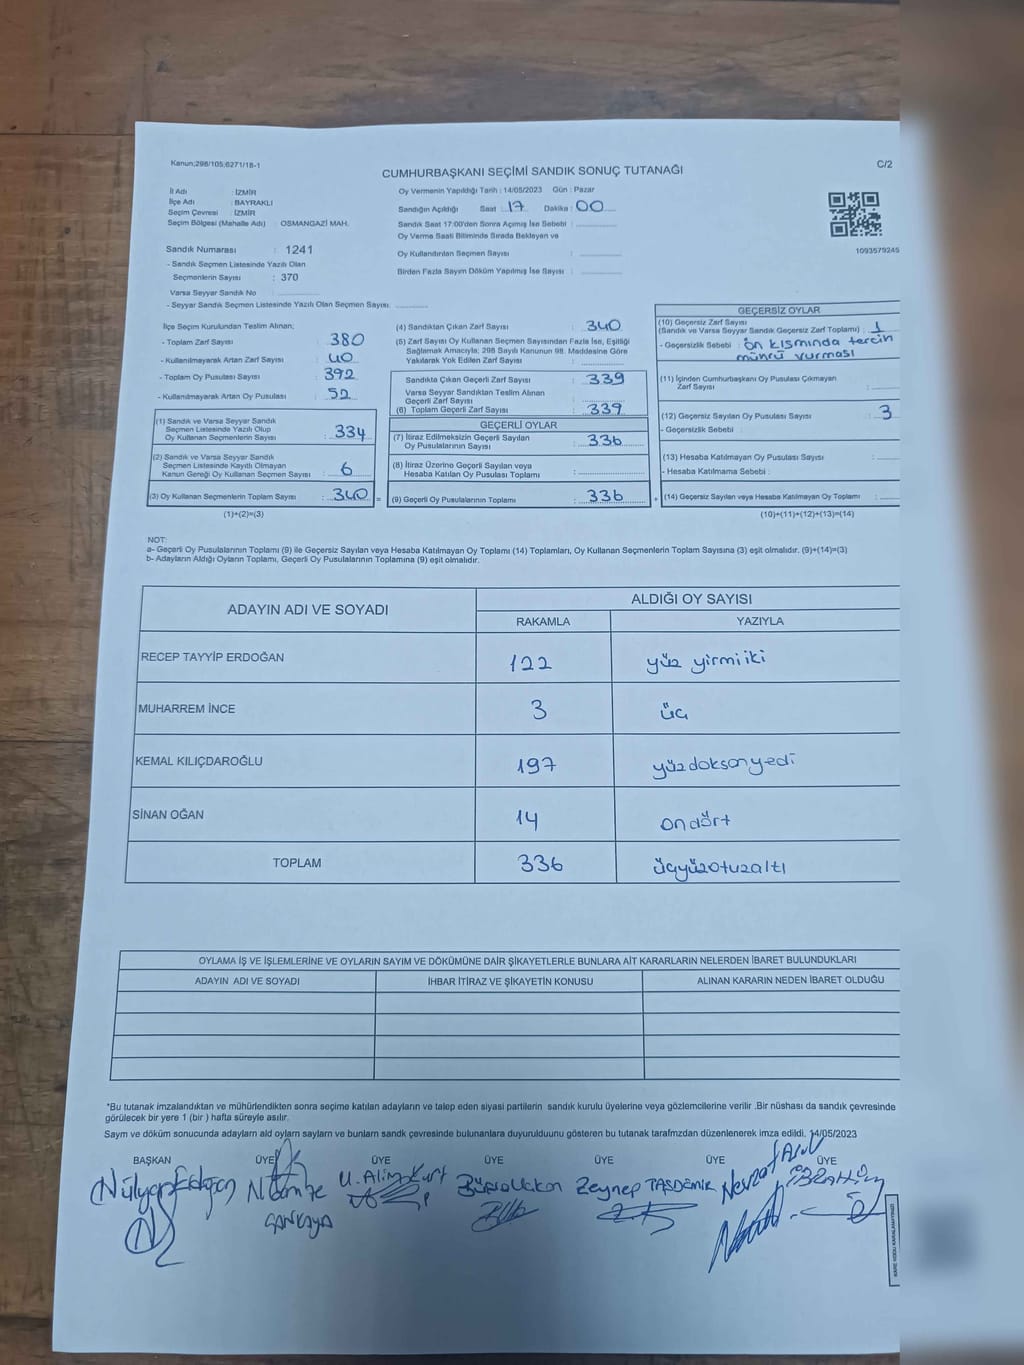 Kanun;298/105;6271/18-1
C/2
CUMHURBAŞKANI SEÇİMİ SANDIK SONUÇ TUTANAĞI
İl Adı : İZMİR
İlçe Adı : BAYRAKLI
Seçim Çevresi : İZMİR
Seçim Bölgesi (Mahalle Adı) : OSMANGAZİ MAH.
Sandık Numarası : 1241
- Sandık Seçmen Listesinde Yazılı Olan
Seçmenlerin Sayısı : 370
Varsa Seyyar Sandık No
- Seyyar Sandık Seçmen Listesinde Yazılı Olan Seçmen Sayısı
Oy Vermenin Yapıldığı Tarih : 14/05/2023 Gün : Pazar
Sandığın Açıldığı Saat : 17 Dakika : 00
Sandık Saat 17:00'den Sonra Açımış İse Sebebi :
Oy Verme Saati Bitiminde Sırada Bekleyen ve
Oy Kullandırılan Seçmen Sayısı :
Birden Fazla Sayım Döküm Yapılmış İse Sayısı :
1093579245
İlçe Seçim Kurulundan Teslim Alınan;
- Toplam Zarf Sayısı : 380
- Kullanılmayarak Artan Zarf Sayısı : 40
- Toplam Oy Pusulası Sayısı : 392
- Kullanılmayarak Artan Oy Pusulası : 52
(1) Sandık ve Varsa Seyyar Sandık
Listesinde Yazılı Olup
Oy Kullanan Seçmenlerin Sayısı : 334
(2) Sandık ve Varsa Seyyar Sandık
Seçmen Listesinde Kayıtlı Olmayan
Kanun Gereği Oy Kullanan Seçmen Sayısı : 6
(3) Oy Kullanan Seçmenlerin Toplam Sayısı : 340 =
(1)+(2)=(3)
(4) Sandıktan Çıkan Zarf Sayısı : 340
(5) Zarf Sayısı Oy Kullanan Seçmen Sayısından Fazla İse, Eşitliği
Sağlamak Amacıyla; 298 Sayılı Kanunun 98. Maddesine Göre
Yakılarak Yok Edilen Zarf Sayısı :
Sandıkta Çıkan Geçerli Zarf Sayısı : 339
Varsa Seyyar Sandıktan Teslim Alınan
Geçerli Zarf Sayısı :
(6) Toplam Geçerli Zarf Sayısı : 339
GEÇERLİ OYLAR
(7) İtiraz Edilmeksizin Geçerli Sayılan
Oy Pusulalarının Sayısı : 336
(8) İtiraz Üzerine Geçerli Sayılan veya
Hesaba Katılan Oy Pusulası Toplamı :
(9) Geçerli Oy Pusulalarının Toplamı : 336 +
GEÇERSİZ OYLAR
(10) Geçersiz Zarf Sayısı
(Sandık ve Varsa Seyyar Sandık Geçersiz Zarf Toplamı) : 1
- Geçersizlik Sebebi : ön kısmında tercih
mührü vurması
(11) İçinden Cumhurbaşkanı Oy Pusulası Çıkmayan
Zarf Sayısı :
(12) Geçersiz Sayılan Oy Pusulası Sayısı : 3
- Geçersizlik Sebebi :
(13) Hesaba Katılmayan Oy Pusulası Sayısı :
- Hesaba Katılmama Sebebi :
(14) Geçersiz Sayılan veya Hesaba Katılmayan Oy Toplamı :
(10)+(11)+(12)+(13)=(14)
NOT:
a- Geçerli Oy Pusulalarının Toplamı (9) ile Geçersiz Sayılan veya Hesaba Katılmayan Oy Toplamı (14) Toplamları, Oy Kullanan Seçmenlerin Toplam Sayısına (3) eşit olmalıdır. (9)+(14)=(3)
b- Adayların Aldığı Oyların Toplamı, Geçerli Oy Pusulalarının Toplamına (9) eşit olmalıdır.
ADAYIN ADI VE SOYADI
ALDIĞI OY SAYISI
RAKAMLA YAZIYLA
RECEP TAYYİP ERDOĞAN 122 yüz yirmi iki
MUHARREM İNCE 3 üç
KEMAL KILIÇDAROĞLU 197 yüzdoksanyedi
SİNAN OĞAN 14 ondört
TOPLAM 336 üçyüzotuzaltı
OYLAMA İŞ VE İŞLEMLERİNE VE OYLARIN SAYIM VE DÖKÜMÜNE DAİR ŞİKAYETLERLE BUNLARA AİT KARARLARIN NELERDEN İBARET BULUNDUKLARI
ADAYIN ADI VE SOYADI İHBAR İTİRAZ VE ŞİKAYETİN KONUSU ALINAN KARARIN NEDEN İBARET OLDUĞU
*Bu tutanak imzalandıktan ve mühürlendikten sonra seçime katılan adayların ve talep eden siyasi partilerin sandık kurulu üyelerine veya gözlemcilerine verilir .Bir nüshası da sandık çevresinde
görülecek bir yere 1 (bir ) hafta süreyle asılır.
Sayım ve döküm sonucunda adayların ald oyların sayların ve bunların sandk çevresinde bulunanlara duyurulduunu gösteren bu tutanak tarafmzdan düzenlenerek imza edildi. 14/05/2023
BAŞKAN ÜYE ÜYE ÜYE ÜYE ÜYE ÜYE
Zeynep TAŞDEMİR Nevzat İBRAHİM